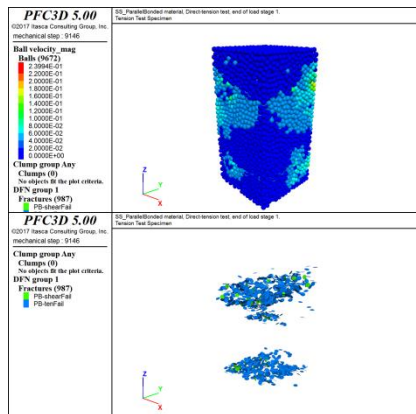 PFC3D 5.00
©2017 Itasca Consulting Group, Inc.
mechanical step : 9146
Ball velocity_mag
Balls (9672)
2.3994E-01
2.2000E-01
2.0000E-01
1.8000E-01
1.6000E-01
1.4000E-01
1.2000E-01
1.0000E-01
8.0000E-02
6.0000E-02
4.0000E-02
2.0000E-02
0.0000E+00
Clump group Any
Clumps (0)
No objects fit the plot criteria.
DFN group 1
Fractures (987)
PB-shearFail
SS_ParallelBonded material, Direct-tension test, end of load stage 1.
Tension Test Specimen
Z
Y
X
PFC3D 5.00
©2017 Itasca Consulting Group, Inc.
mechanical step : 9146
Clump group Any
Clumps (0)
No objects fit the plot criteria.
DFN group 1
Fractures (987)
PB-shearFail
PB-tenFail
SS_ParallelBonded material, Direct-tension test, end of load stage 1.
Tension Test Specimen
Z
Y
X